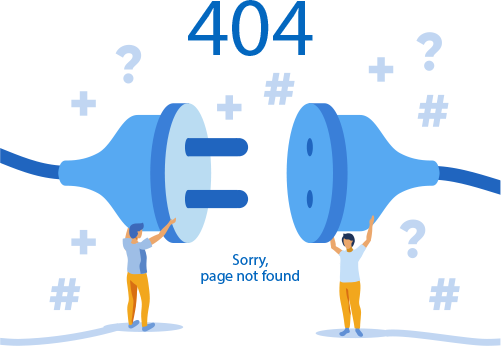 404
? ?
+ + + # #
Sorry,
page not found
+ ?
# #